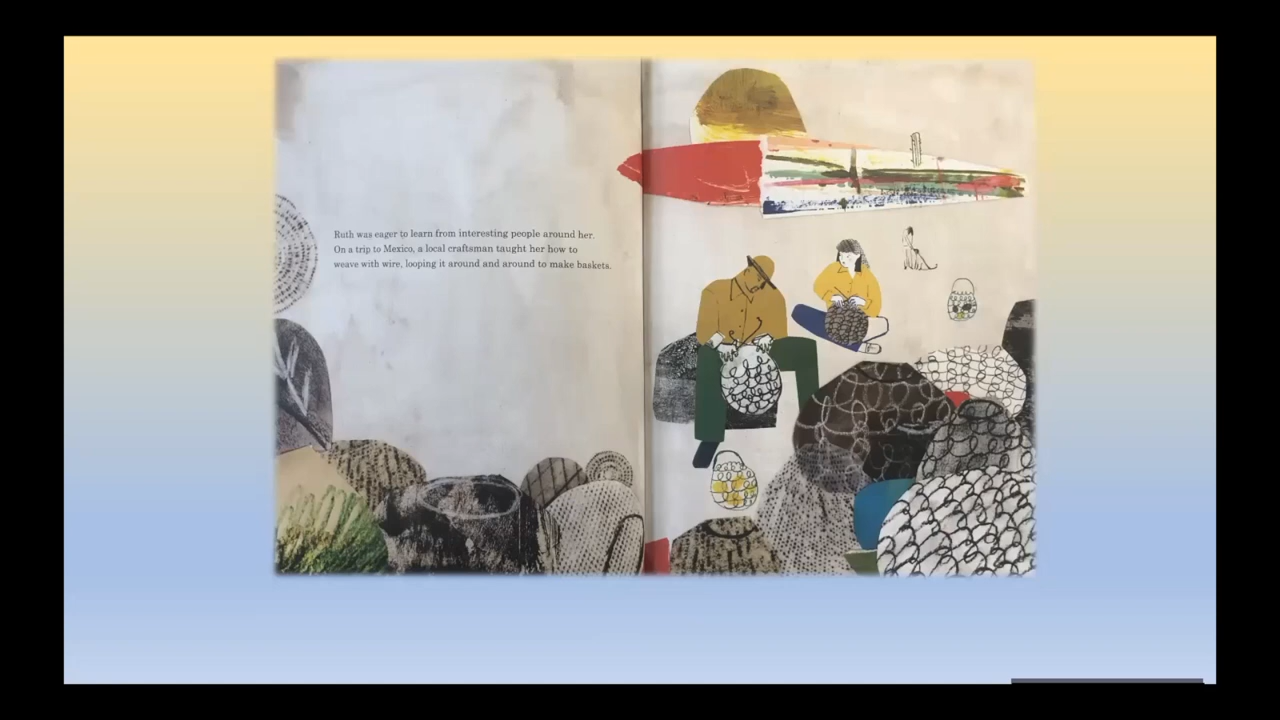 Ruth was eager to learn from interesting people around her.
On a trip to Mexico, a local craftsman taught her how to
weave with wire, looping it around and around to make baskets.